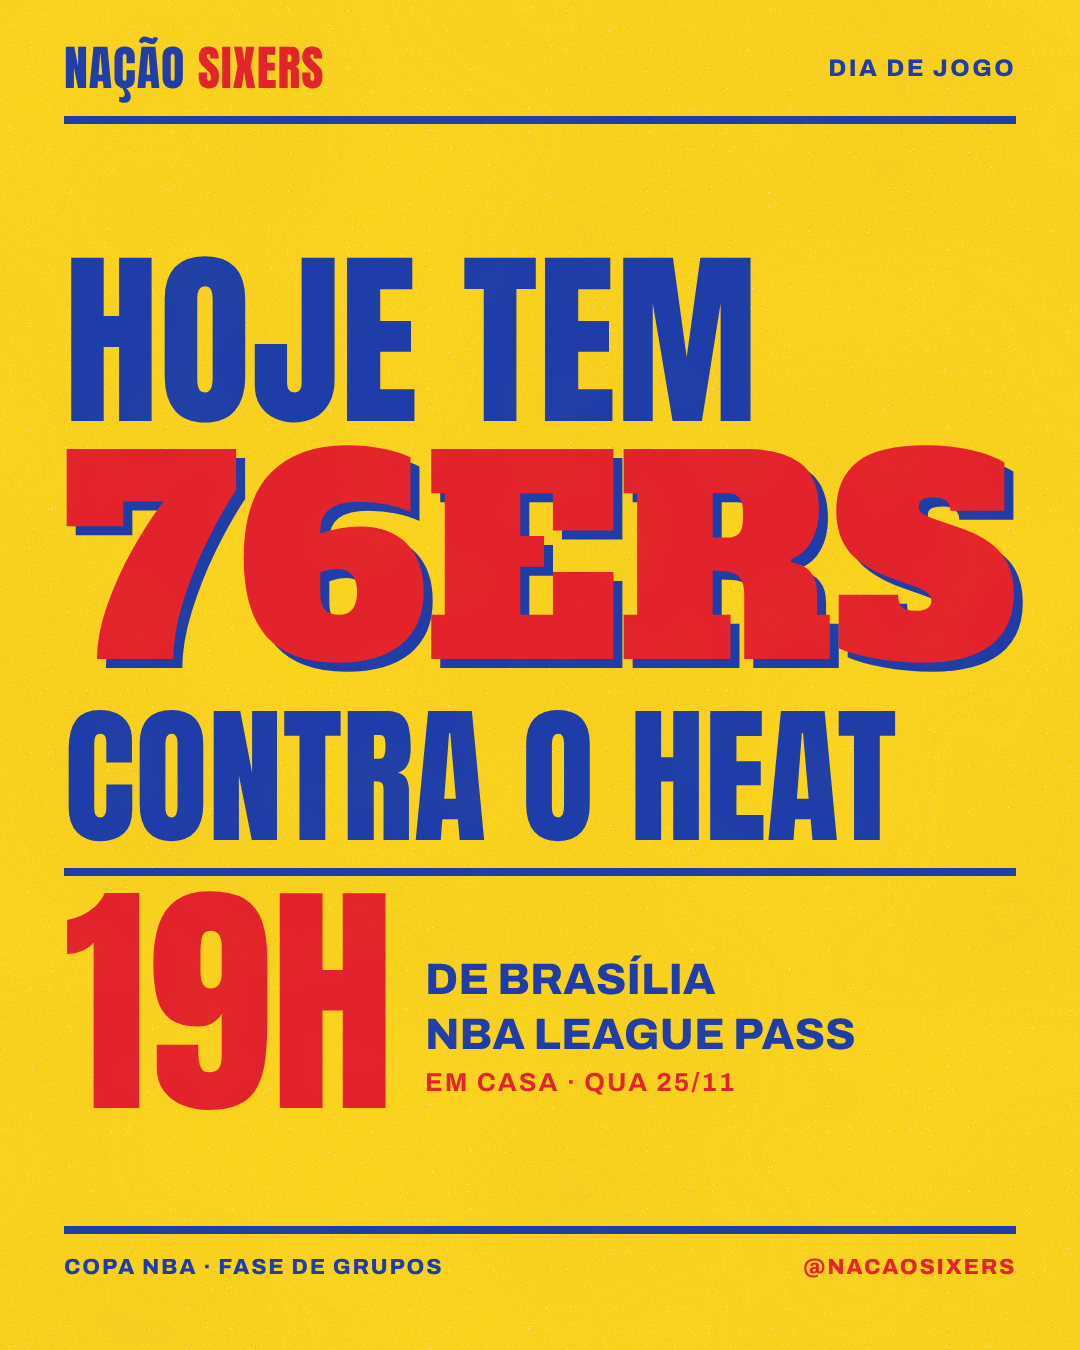 NAÇÃO SIXERS
DIA DE JOGO
HOJE TEM
76ERS
CONTRA O HEAT
19H
DE BRASÍLIA
NBA LEAGUE PASS
EM CASA · QUA 25/11
COPA NBA · FASE DE GRUPOS
@NACAOSIXERS